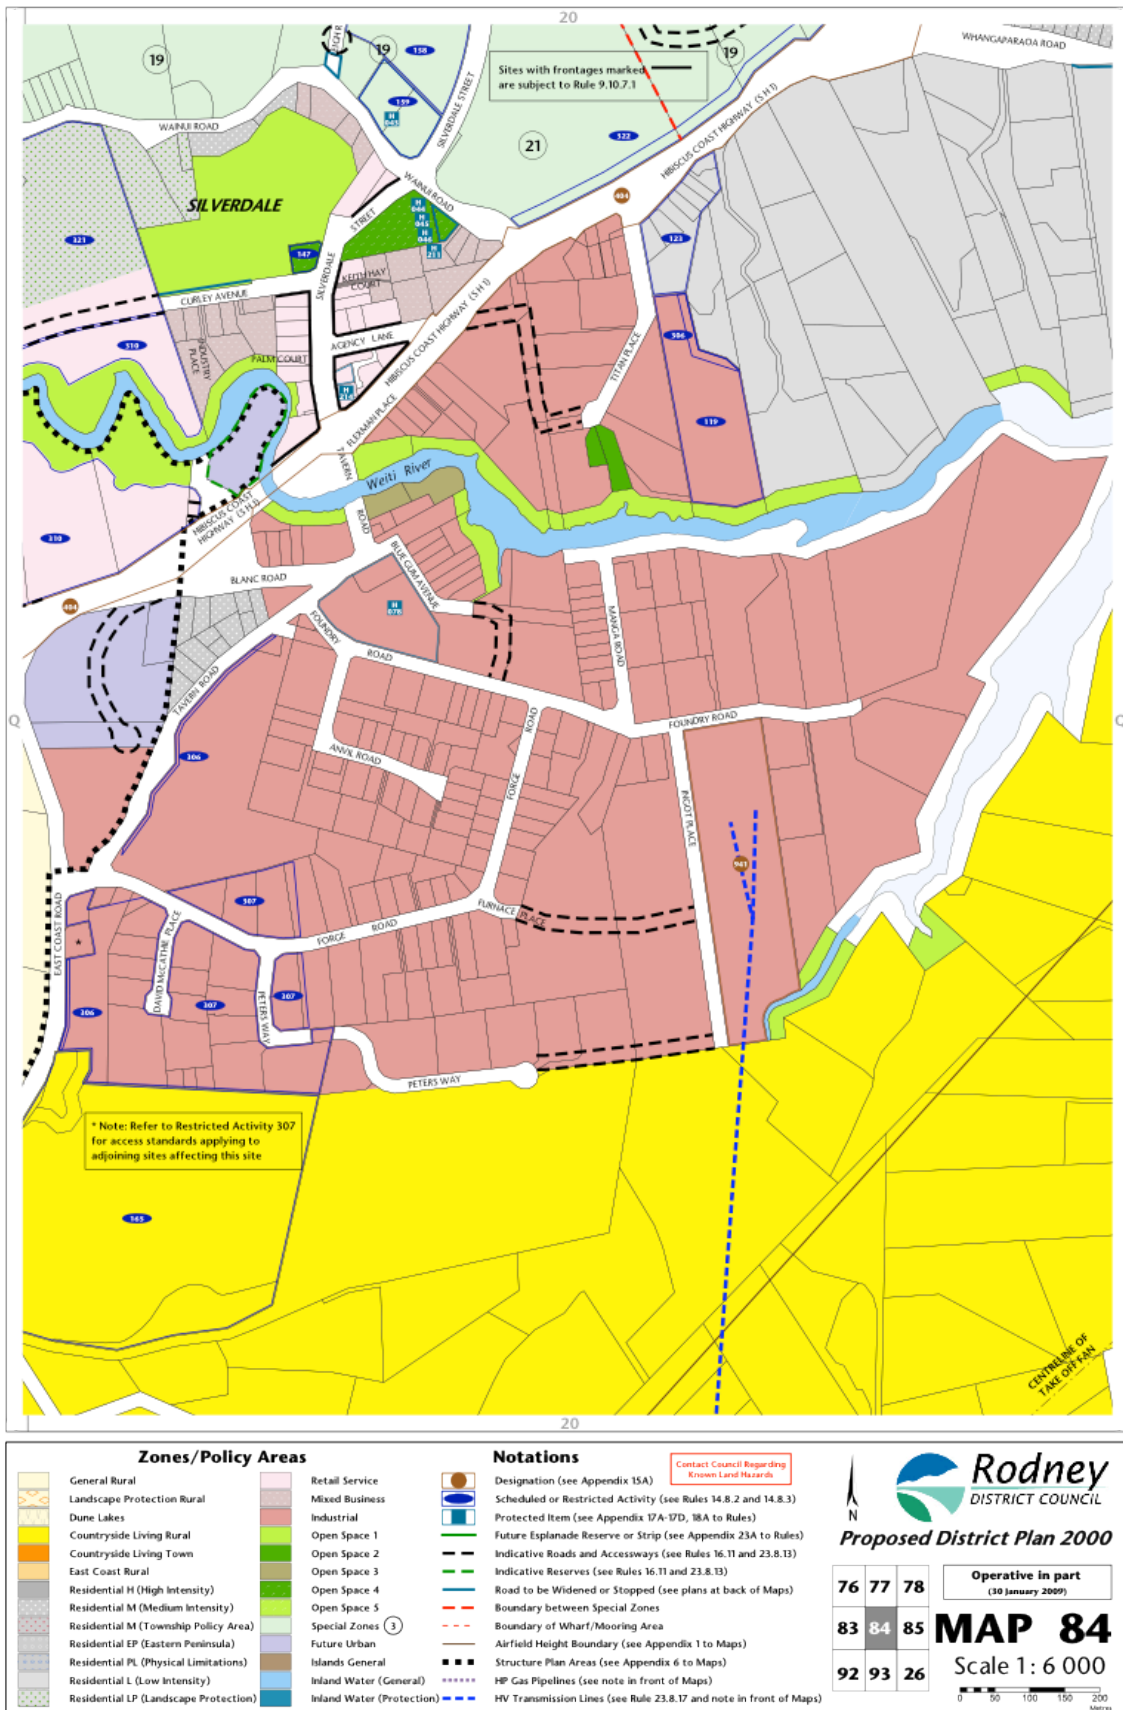 20
19
19
19
158
159
H
045
Sites with frontages marked
are subject to Rule 9.10.7.1
WHANGAPARAOA ROAD
WAINUI ROAD
SILVERDALE STREET
21
322
HIBISCUS COAST HIGHWAY (S H 1)
404
WAINUI ROAD
SILVERDALE
321
147
STREET
SILVERDALE
H
044
H
045
H
046
H
211
123
KEITH HAY
COURT
CURLEY AVENUE
310
INDUSTRY
PLACE
PALM COURT
AGENCY LANE
H
HIBISCUS COAST HIGHWAY (S H 1)
TITAN PLACE
386
119
FLEXMAN PLACE
TAVERN
ROAD
Weiti River
310
HIBISCUS COAST
HIGHWAY (S H 1)
BLANC ROAD
BLUE GUM AVENUE
404
H
078
FOUNDRY
ROAD
MANGA ROAD
TAVERN ROAD
Q
Q
FOUNDRY ROAD
306
ANVIL ROAD
FORGE
ROAD
INGOT PLACE
941
307
FURNACE PLACE
FORGE ROAD
EAST COAST ROAD
*
DAVID McCATHIE PLACE
PETERS WAY
307
307
306
PETERS WAY
* Note: Refer to Restricted Activity 307
for access standards applying to
adjoining sites affecting this site
165
CENTRELINE OF
TAKE OFF FAN
20
Zones/Policy Areas
General Rural
Landscape Protection Rural
Dune Lakes
Countryside Living Rural
Countryside Living Town
East Coast Rural
Residential H (High Intensity)
Residential M (Medium Intensity)
Residential M (Township Policy Area)
Residential EP (Eastern Peninsula)
Residential PL (Physical Limitations)
Residential L (Low Intensity)
Residential LP (Landscape Protection)
Retail Service
Mixed Business
Industrial
Open Space 1
Open Space 2
Open Space 3
Open Space 4
Open Space 5
Special Zones 3
Future Urban
Islands General
Inland Water (General)
Inland Water (Protection)
Notations
Contact Council Regarding
Known Land Hazards
Designation (see Appendix 15A)
Scheduled or Restricted Activity (see Rules 14.8.2 and 14.8.3)
Protected Item (see Appendix 17A-17D, 18A to Rules)
Future Esplanade Reserve or Strip (see Appendix 23A to Rules)
Indicative Roads and Accessways (see Rules 16.11 and 23.8.13)
Indicative Reserves (see Rules 16.11 and 23.8.13)
Road to be Widened or Stopped (see plans at back of Maps)
Boundary between Special Zones
Boundary of Wharf/Mooring Area
Airfield Height Boundary (see Appendix 1 to Maps)
Structure Plan Areas (see Appendix 6 to Maps)
HP Gas Pipelines (see note in front of Maps)
HV Transmission Lines (see Rule 23.8.17 and note in front of Maps)
N
Rodney
DISTRICT COUNCIL
Proposed District Plan 2000
76 77 78
83 84 85
92 93 26
Operative in part
(30 January 2009)
MAP 84
Scale 1: 6 000
0 50 100 150 200
Metres